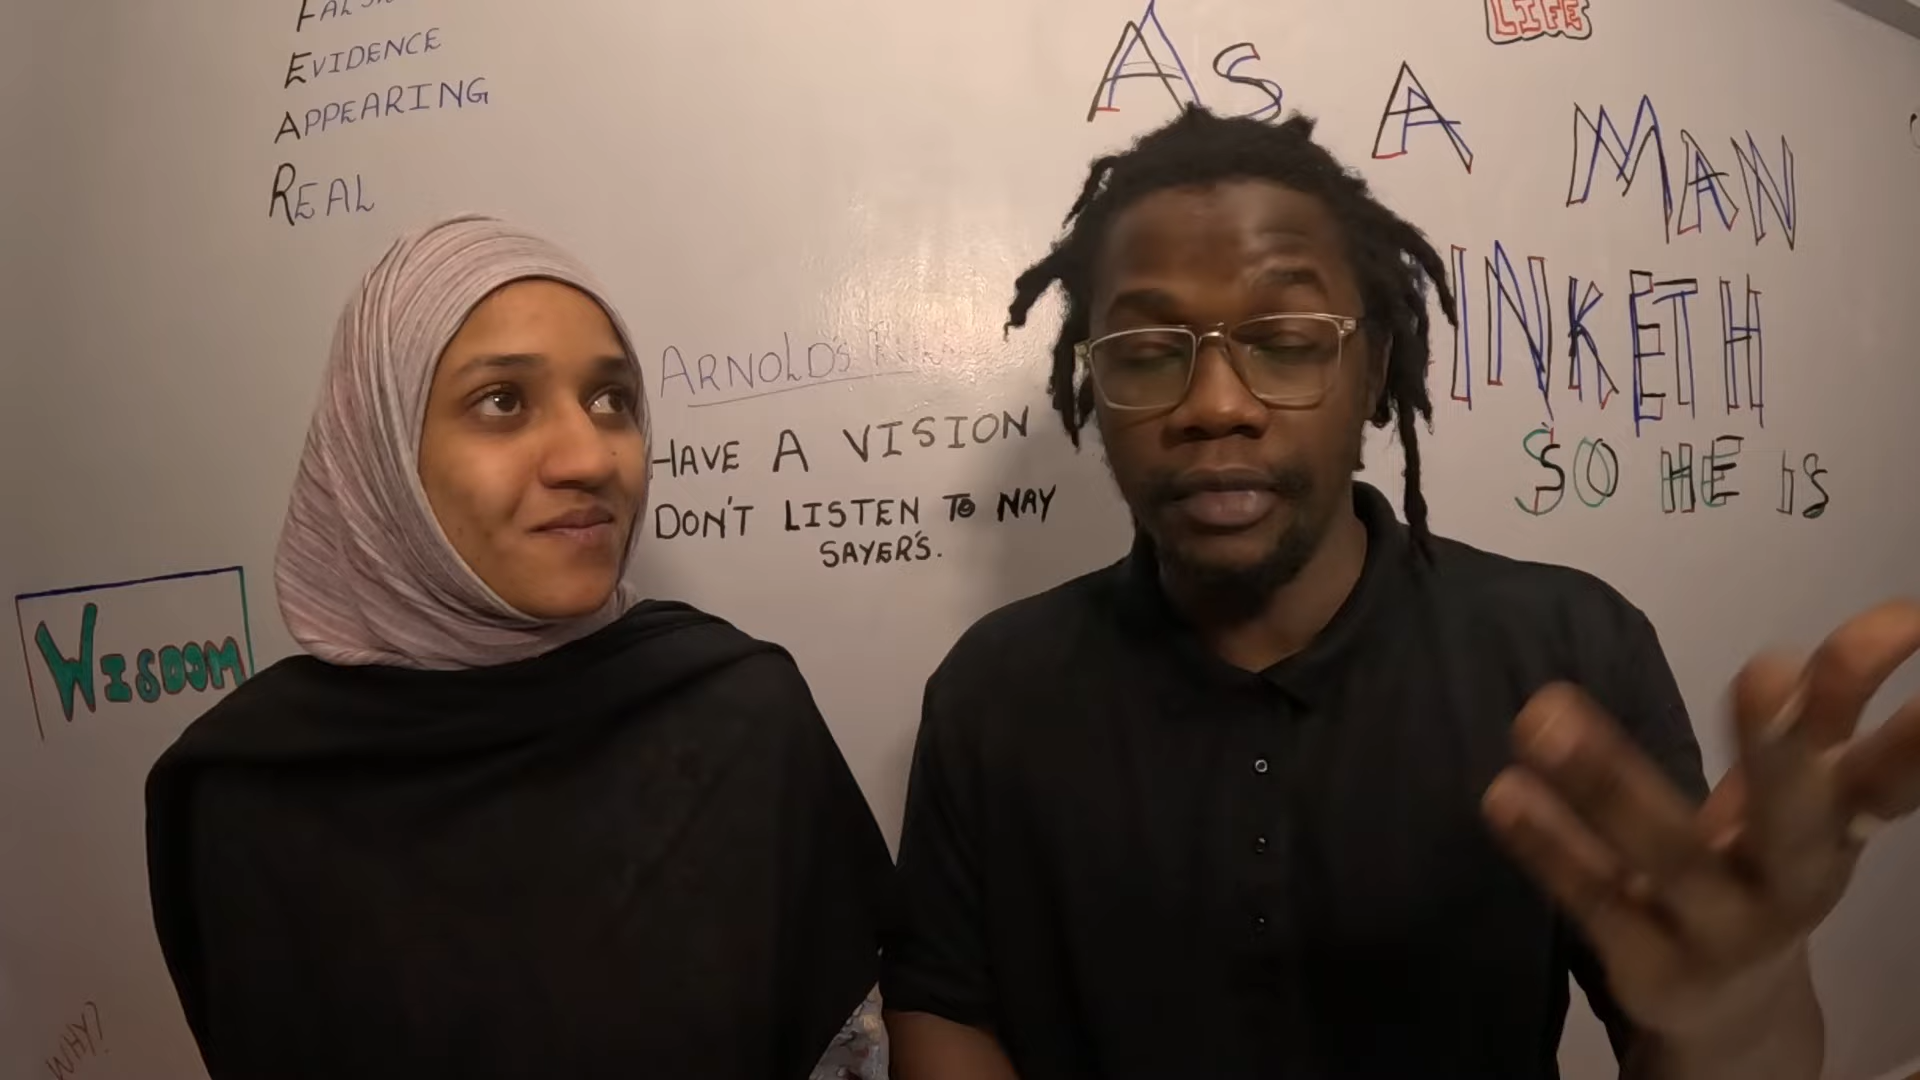 EVIDENCE
APPEARING
REAL
ARNOLD'S
HAVE A VISION
DON'T LISTEN TO NAY
SAYER'S.
WISDOM
WHY?
LIFE
AS A MAN
INKETH
SO HE IS